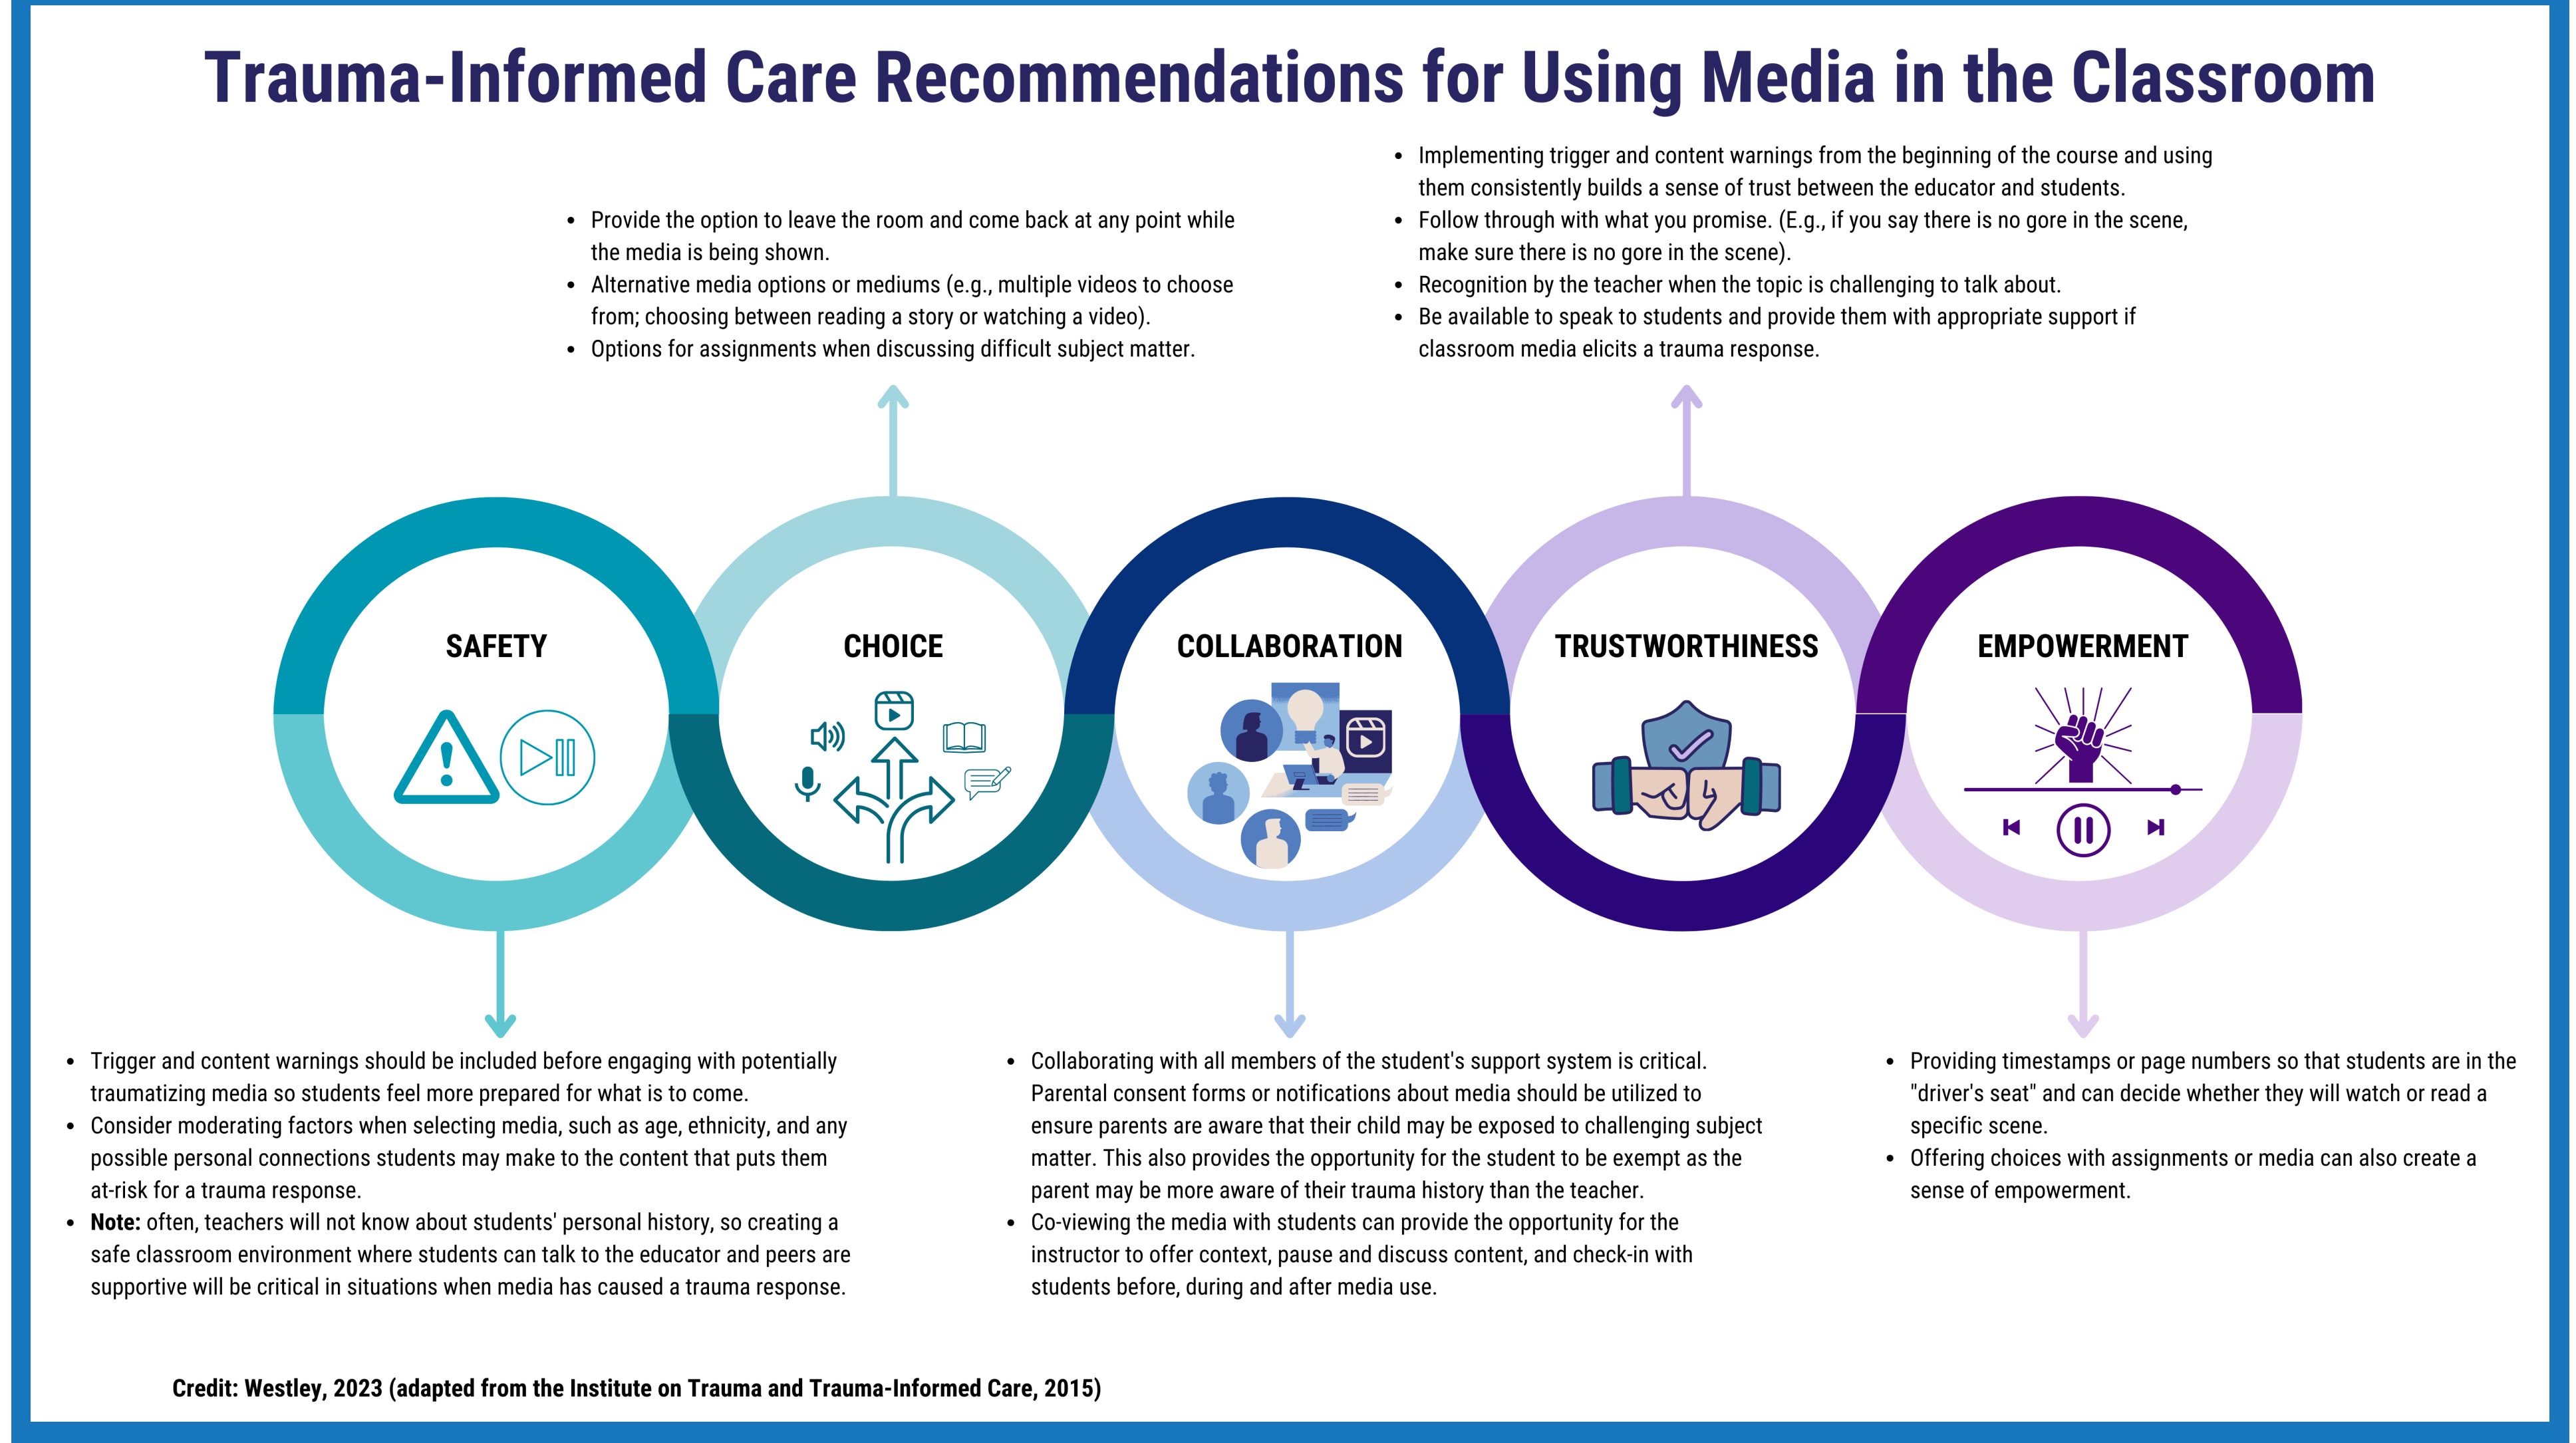 Trauma-Informed Care Recommendations for Using Media in the Classroom
• Provide the option to leave the room and come back at any point while
the media is being shown.
• Alternative media options or mediums (e.g., multiple videos to choose
from; choosing between reading a story or watching a video).
• Options for assignments when discussing difficult subject matter.
• Implementing trigger and content warnings from the beginning of the course and using
them consistently builds a sense of trust between the educator and students.
• Follow through with what you promise. (E.g., if you say there is no gore in the scene,
make sure there is no gore in the scene).
• Recognition by the teacher when the topic is challenging to talk about.
• Be available to speak to students and provide them with appropriate support if
classroom media elicits a trauma response.
SAFETY
CHOICE
COLLABORATION
TRUSTWORTHINESS
EMPOWERMENT
• Trigger and content warnings should be included before engaging with potentially
traumatizing media so students feel more prepared for what is to come.
• Consider moderating factors when selecting media, such as age, ethnicity, and any
possible personal connections students may make to the content that puts them
at-risk for a trauma response.
• Note: often, teachers will not know about students' personal history, so creating a
safe classroom environment where students can talk to the educator and peers are
supportive will be critical in situations when media has caused a trauma response.
• Collaborating with all members of the student's support system is critical.
Parental consent forms or notifications about media should be utilized to
ensure parents are aware that their child may be exposed to challenging subject
matter. This also provides the opportunity for the student to be exempt as the
parent may be more aware of their trauma history than the teacher.
• Co-viewing the media with students can provide the opportunity for the
instructor to offer context, pause and discuss content, and check-in with
students before, during and after media use.
• Providing timestamps or page numbers so that students are in the
"driver's seat" and can decide whether they will watch or read a
specific scene.
• Offering choices with assignments or media can also create a
sense of empowerment.
Credit: Westley, 2023 (adapted from the Institute on Trauma and Trauma-Informed Care, 2015)